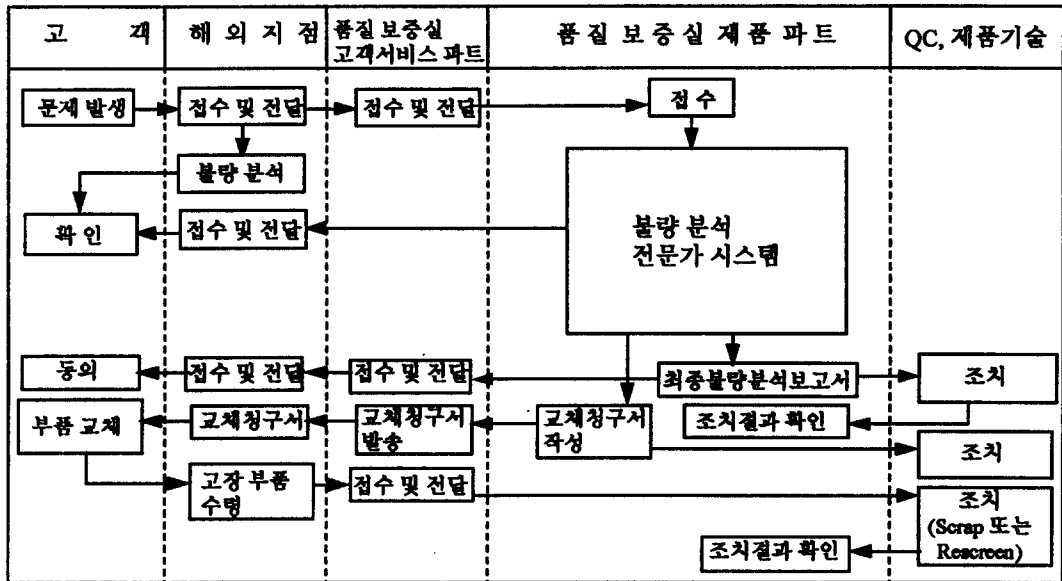 고 객
해 외 지 점
품질 보증실
고객서비스 파트
품 질 보 증 실 제 품 파 트
QC, 제품기술
문제 발생
접수 및 전달
접수 및 전달
접 수
불량 분석
불량 분석
전문가 시스템
확 인
접수 및 전달
동의
접수 및 전달
접수 및 전달
최종불량분석보고서
조치
부품 교체
교체청구서
교체청구서
발송
교체청구서
작성
조치결과 확인
조치
고장 부품
수령
접수 및 전달
조치
(Scrap 또는
Rescreen)
조치결과 확인